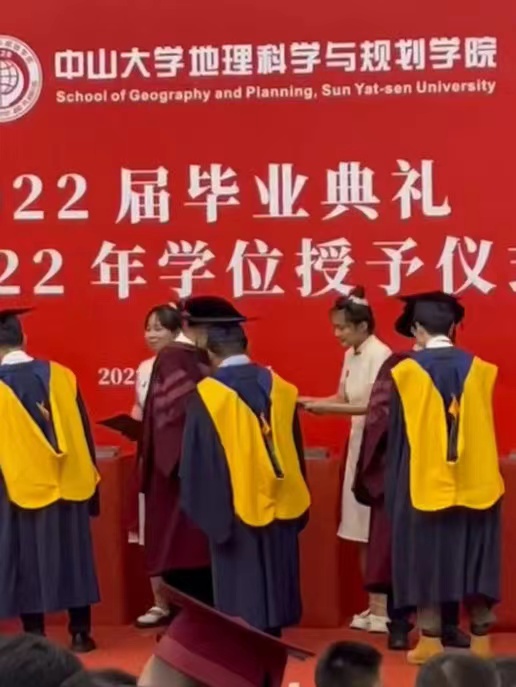 中山大学地理科学与规划学院
School of Geography and Planning, Sun Yat-sen University
22 届毕业典礼
22 年学位授予仪
202